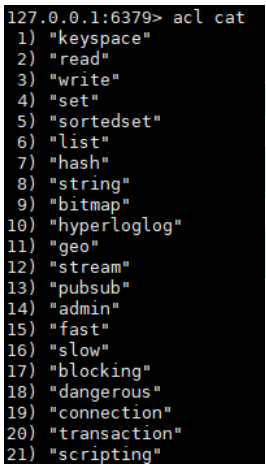 127.0.0.1:6379> acl cat
1) "keyspace"
2) "read"
3) "write"
4) "set"
5) "sortedset"
6) "list"
7) "hash"
8) "string"
9) "bitmap"
10) "hyperloglog"
11) "geo"
12) "stream"
13) "pubsub"
14) "admin"
15) "fast"
16) "slow"
17) "blocking"
18) "dangerous"
19) "connection"
20) "transaction"
21) "scripting"